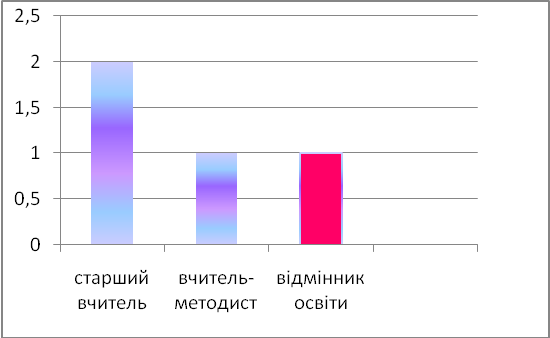 2,5
2
1,5
1
0,5
0
старший
вчитель
вчитель-
методист
відмінник
освіти